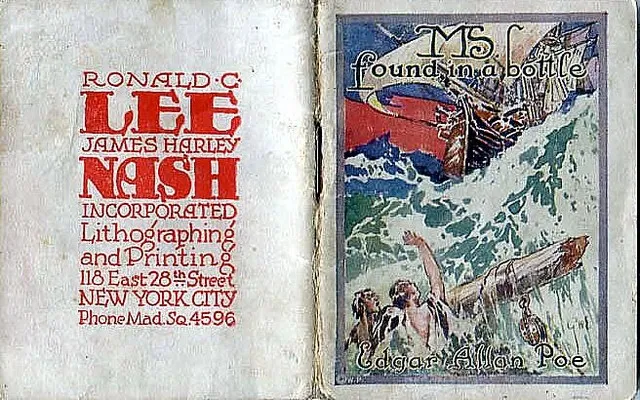 RONALD·C
LEE
JAMES HARLEY
NASH
INCORPORATED
Lithographing
and Printing
118 East 28th Street
NEW YORK CITY
Phone Mad. Sq. 4596
MS.
found in a bottle
Edgar Allan Poe